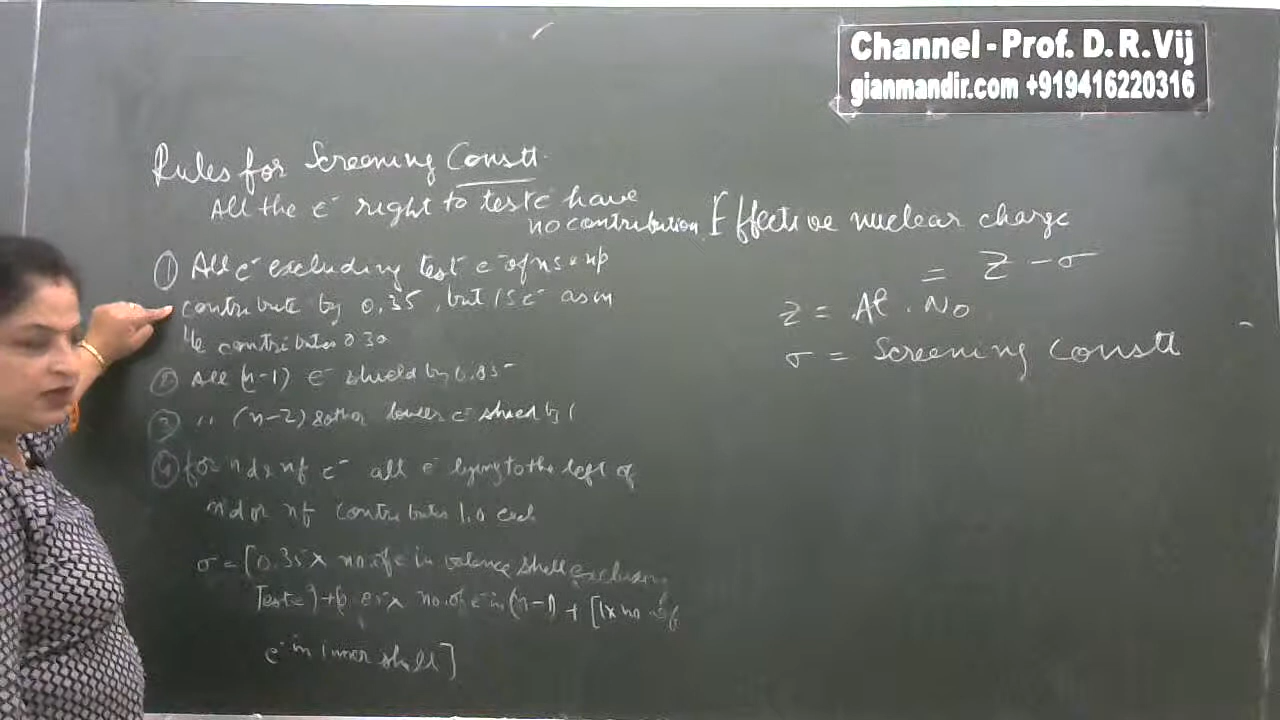 Channel - Prof. D. R. Vij
gianmandir.com +919416220316
Rules for Screening Constt.
All the e⁻ right to test e⁻ have
no contribution.
① All e⁻ excluding test e⁻ of ns & np
contribute by 0.35, but 1S e⁻ as in
He contributes 0.30
② All (n-1) e⁻ shield by 0.85
③ ,, (n-2) & other lower e⁻ shield by 1
④ for nd & nf e⁻ all e⁻ lying to the left of
nd or nf contributes 1.0 each
σ = [0.35 x no. of e⁻ in valence shell excluding
Test e⁻] + [0.85 x no. of e⁻ in (n-1) + [1 x no. of
e⁻ in inner shell]
Effective nuclear charge
= Z - σ
Z = At. No
σ = Screening Constt